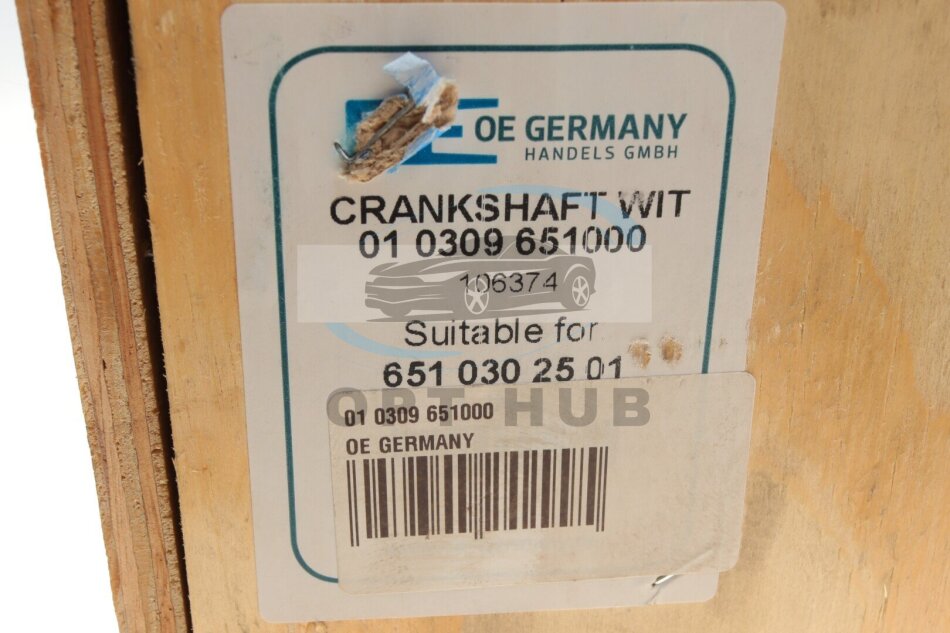 OE GERMANY
HANDELS GMBH
CRANKSHAFT WIT
01 0309 651000
106374
Suitable for
651 030 25 01
OPT HUB
01 0309 651000
OE GERMANY